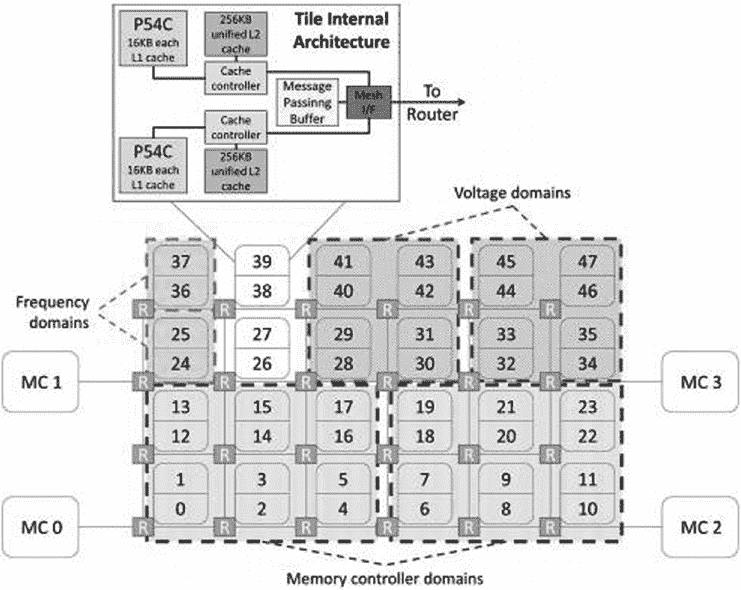 Tile Internal
Architecture
P54C
16KB each
L1 cache
256KB
unified L2
cache
Cache
controller
Message
Passinng
Buffer
Mesh
I/F
To
Router
Cache
controller
P54C
16KB each
L1 cache
256KB
unified L2
cache
Voltage domains
Frequency
domains
37
39
41
43
45
47
36
38
40
42
44
46
R
R
R
R
R
R
25
27
29
31
33
35
24
26
28
30
32
34
MC 1
R
R
R
R
R
R
MC 3
13
15
17
19
21
23
12
14
16
18
20
22
R
R
R
R
R
R
1
3
5
7
9
11
0
2
4
6
8
10
MC 0
R
R
R
R
R
R
MC 2
Memory controller domains